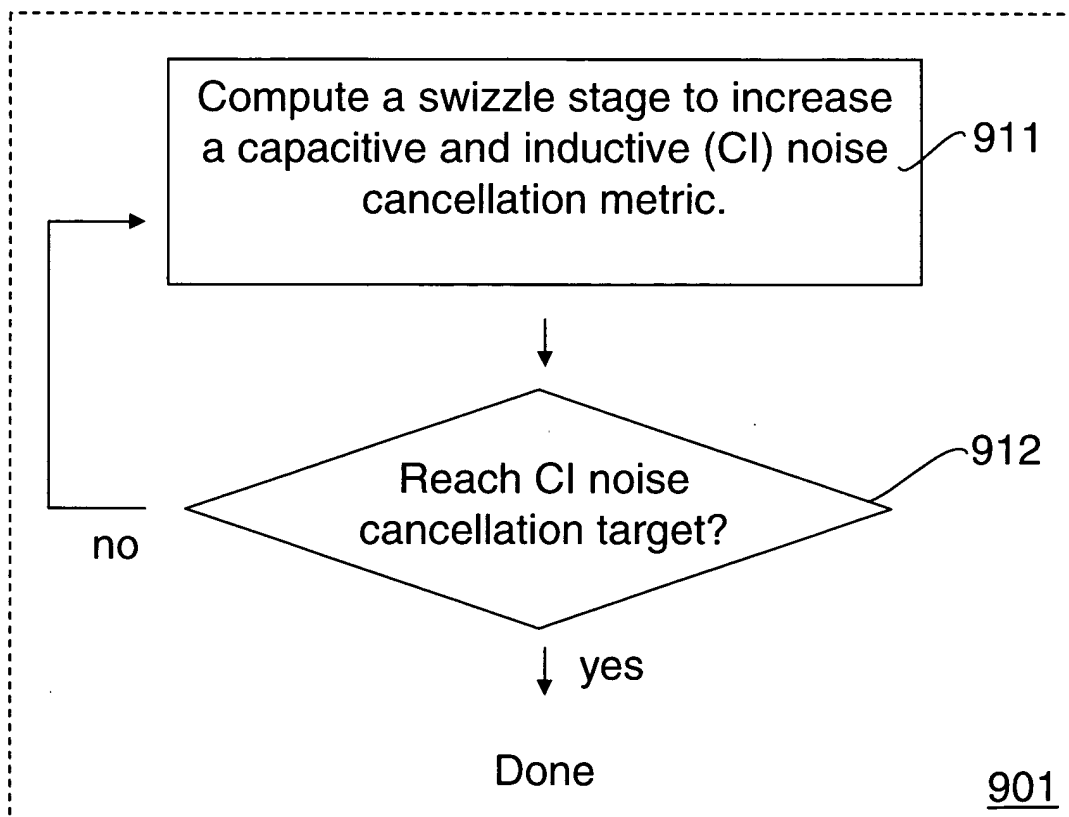 Compute a swizzle stage to increase
a capacitive and inductive (CI) noise
cancellation metric.
911
Reach CI noise
cancellation target?
912
no
yes
Done
901